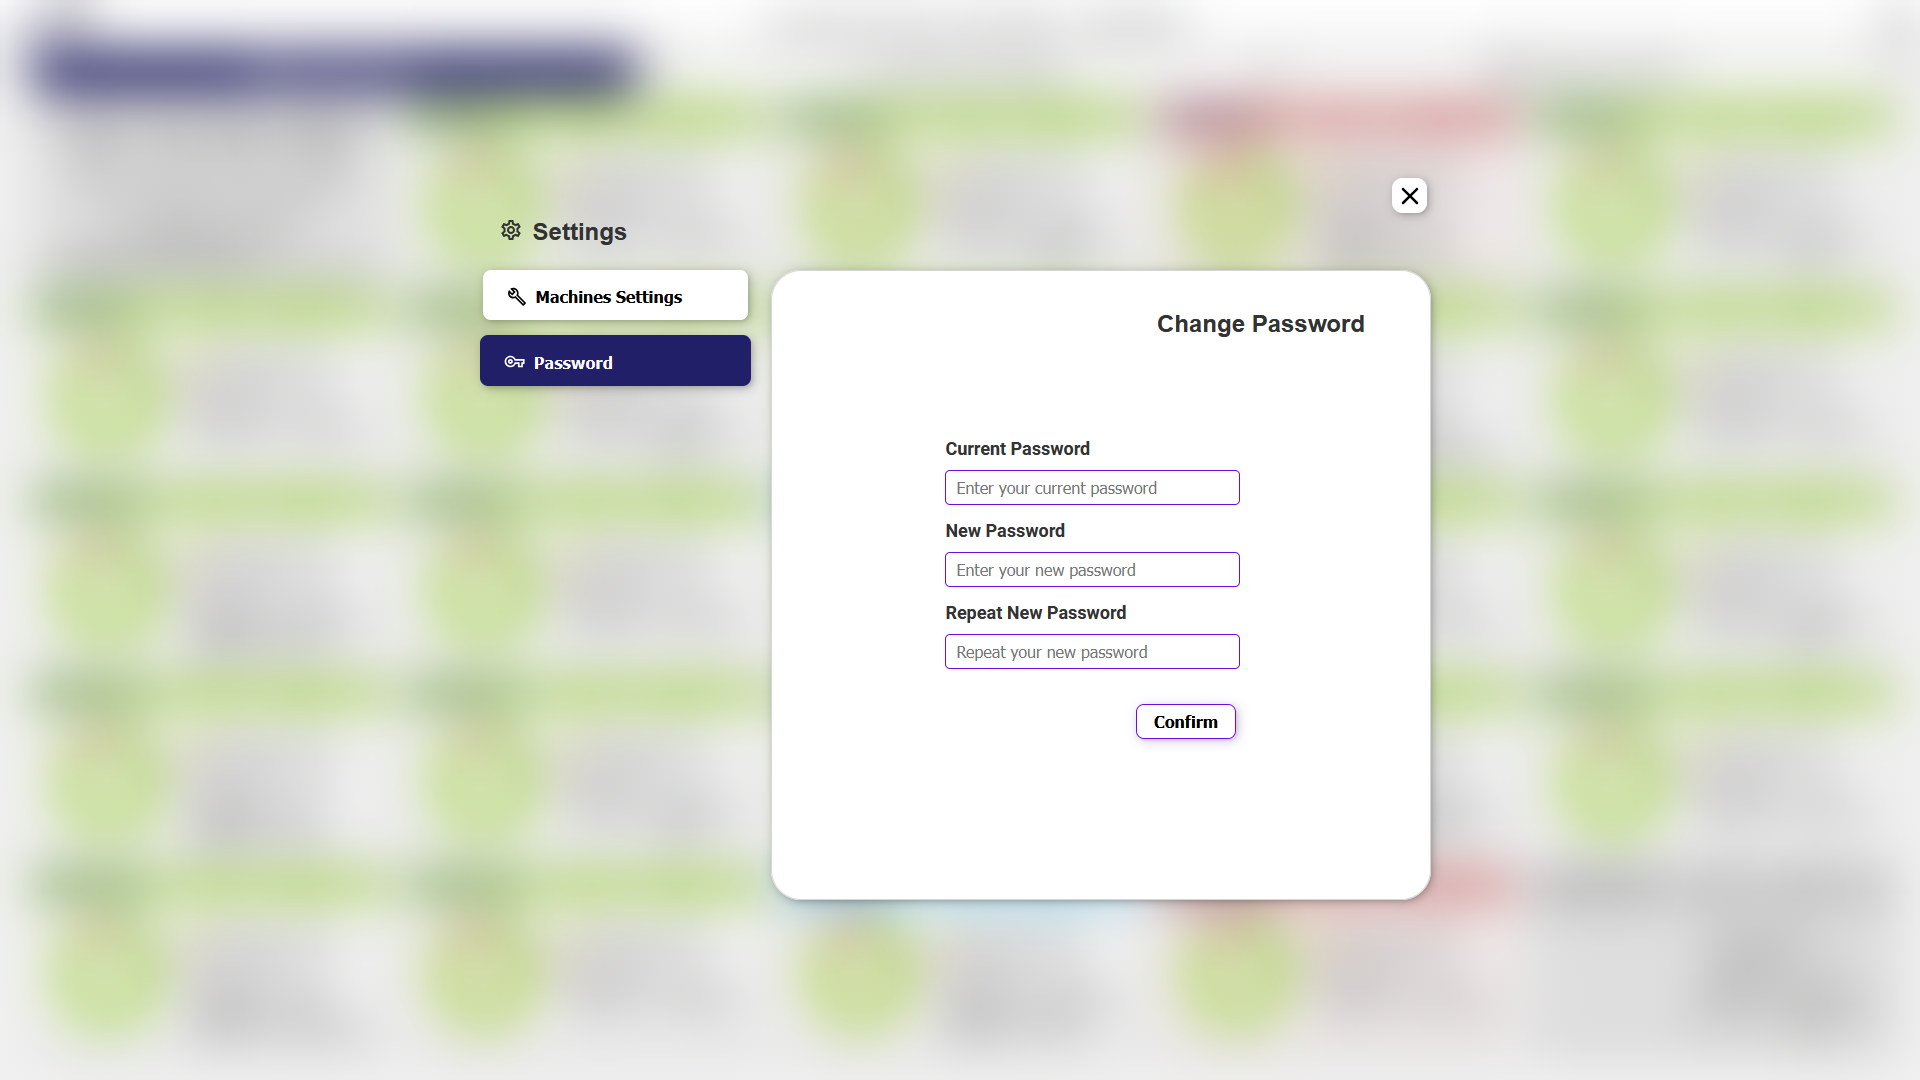 Settings
Machines Settings
Password
Change Password
Current Password
Enter your current password
New Password
Enter your new password
Repeat New Password
Repeat your new password
Confirm